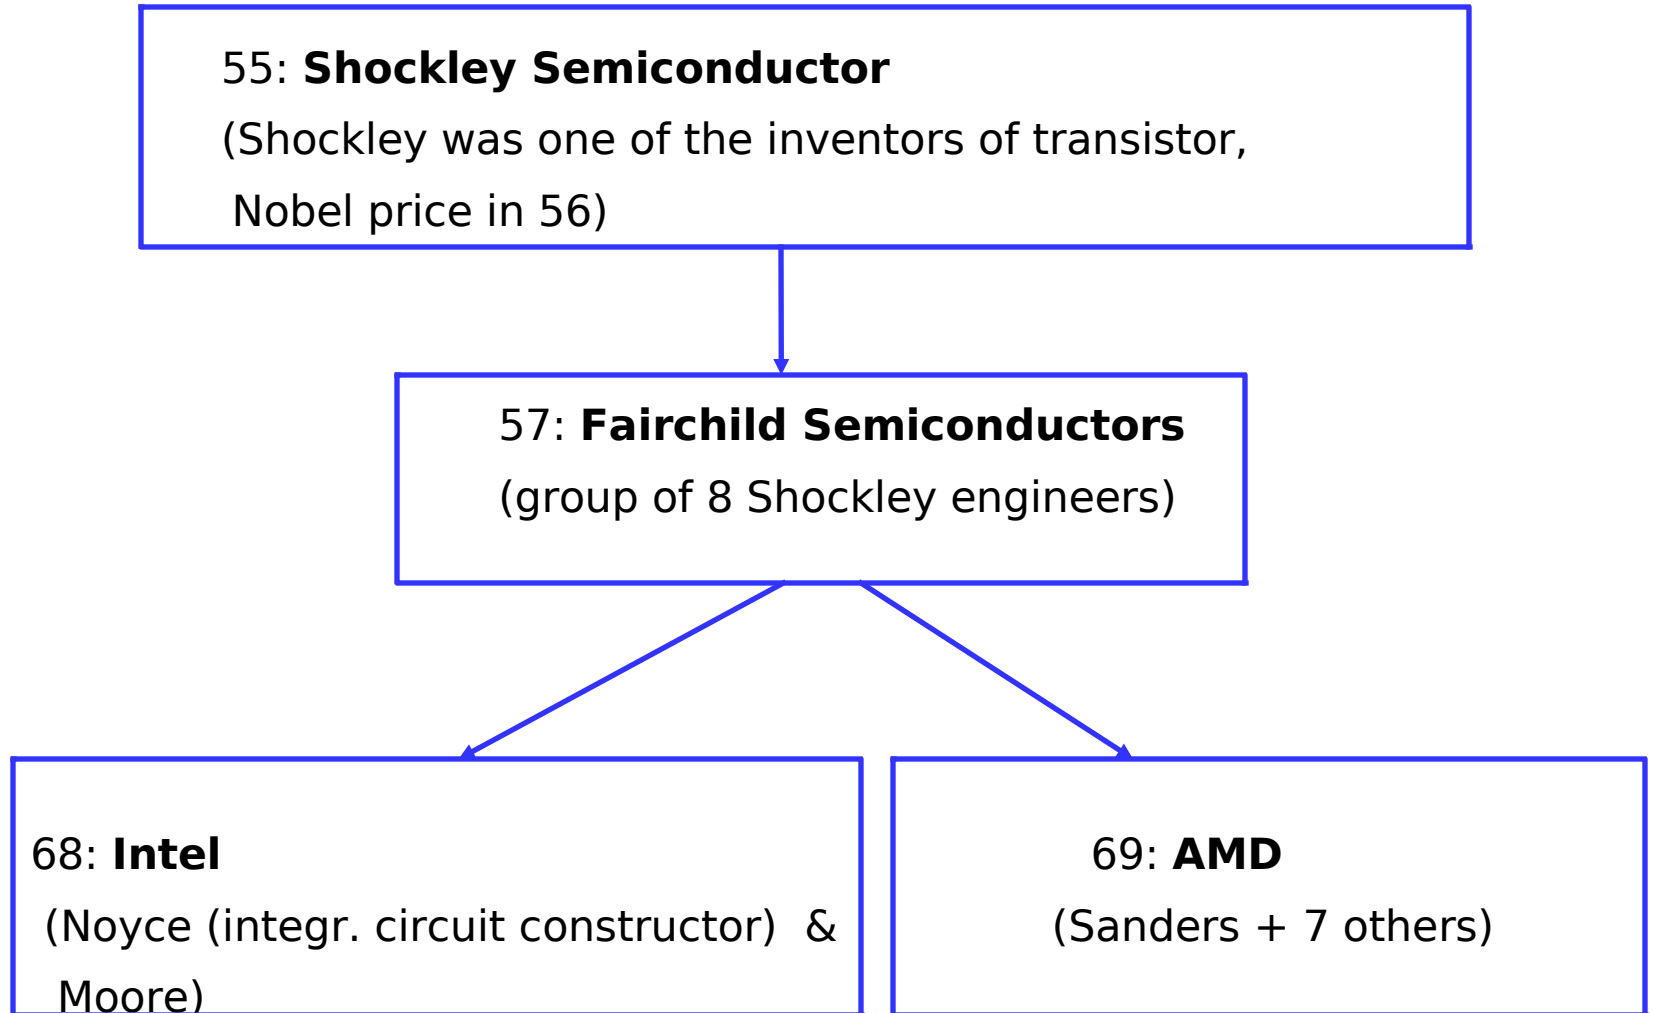 55: Shockley Semiconductor
(Shockley was one of the inventors of transistor,
Nobel price in 56)
57: Fairchild Semiconductors
(group of 8 Shockley engineers)
68: Intel
(Noyce (integr. circuit constructor)  &
Moore)
69: AMD
(Sanders + 7 others)